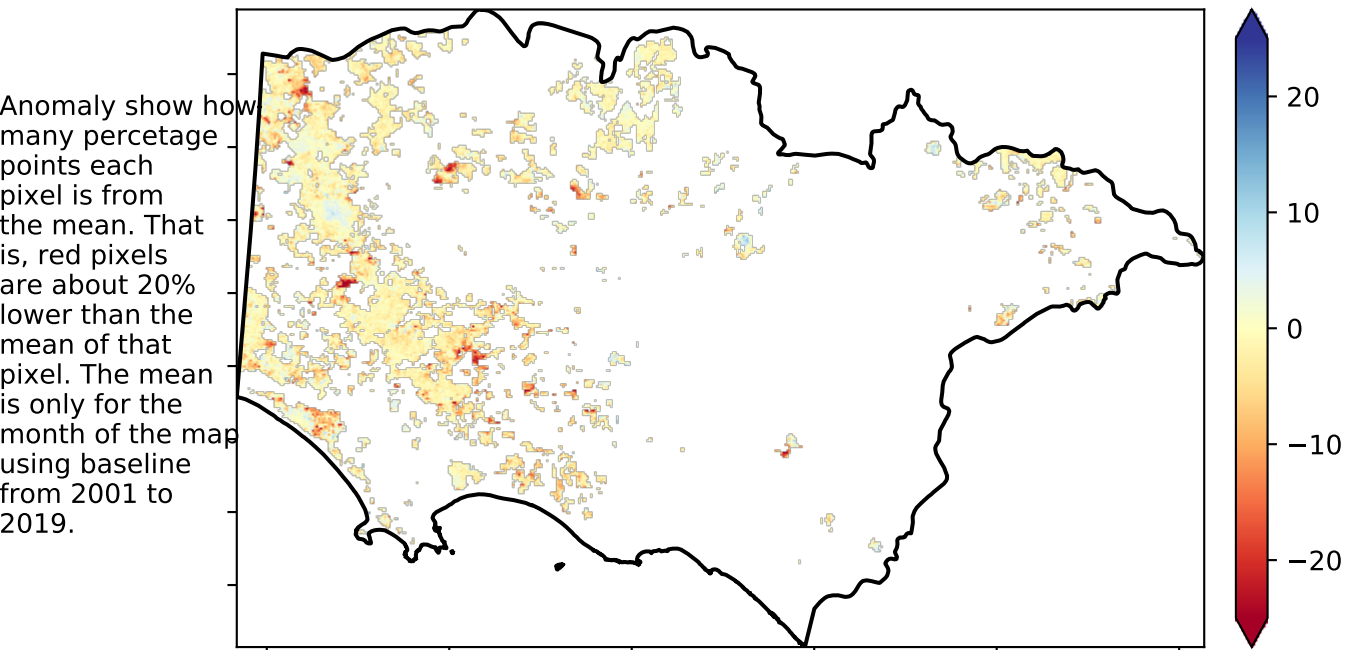 Anomaly show how
many percetage
points each
pixel is from
the mean. That
is, red pixels
are about 20%
lower than the
mean of that
pixel. The mean
is only for the
month of the map
using baseline
from 2001 to
2019.
20
10
0
−10
−20